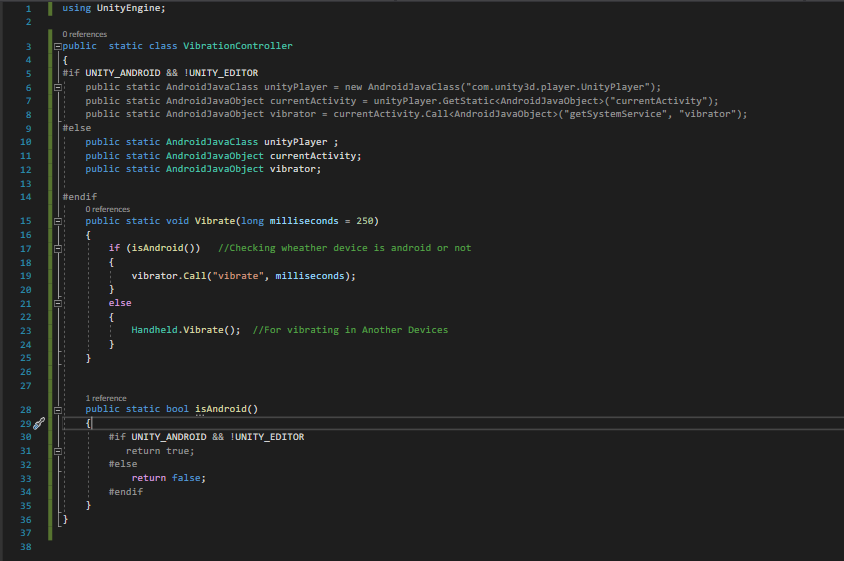 1 using UnityEngine;
2
0 references
3 public static class VibrationController
4 {
5 #if UNITY_ANDROID && !UNITY_EDITOR
6 public static AndroidJavaClass unityPlayer = new AndroidJavaClass("com.unity3d.player.UnityPlayer");
7 public static AndroidJavaObject currentActivity = unityPlayer.GetStatic<AndroidJavaObject>("currentActivity");
8 public static AndroidJavaObject vibrator = currentActivity.Call<AndroidJavaObject>("getSystemService", "vibrator");
9 #else
10 public static AndroidJavaClass unityPlayer ;
11 public static AndroidJavaObject currentActivity;
12 public static AndroidJavaObject vibrator;
13
14 #endif
0 references
15 public static void Vibrate(long milliseconds = 250)
16 {
17 if (isAndroid()) //Checking wheather device is android or not
18 {
19 vibrator.Call("vibrate", milliseconds);
20 }
21 else
22 {
23 Handheld.Vibrate(); //For vibrating in Another Devices
24 }
25 }
26
27
1 reference
28 public static bool isAndroid()
29 {
30 #if UNITY_ANDROID && !UNITY_EDITOR
31 return true;
32 #else
33 return false;
34 #endif
35 }
36 }
37
38